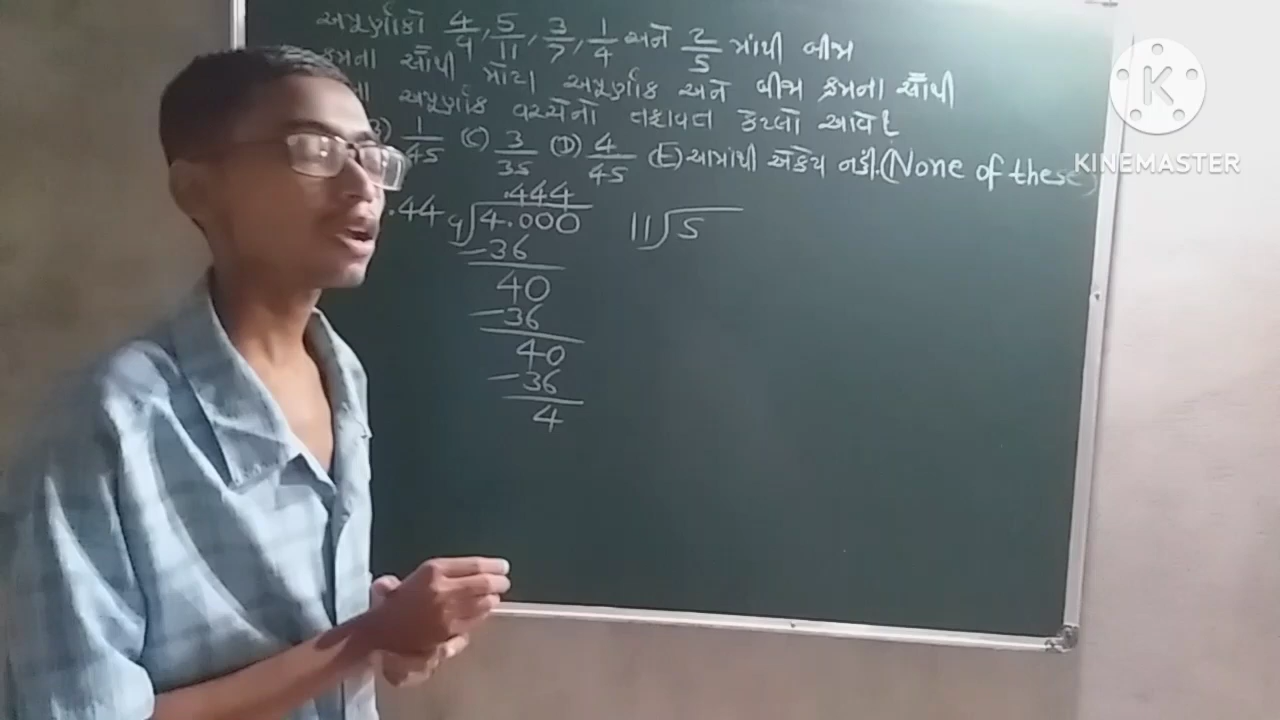 અપૂર્ણાંકો 4/9, 5/11, 3/7, 1/4 અને 2/5 માંથી બીજા
ક્રમના સૌથી મોટા અપૂર્ણાંક અને બીજા ક્રમના સૌથી
અપૂર્ણાંક વચ્ચેનો તફાવત કેટલો આવે?
1/45 (C) 3/35 (D) 4/45 (E) આમાંથી એકેય નહીં. (None of these)
.444
.44 9)4.000 11)5
-36
40
-36
40
-36
4
K
KINEMASTER